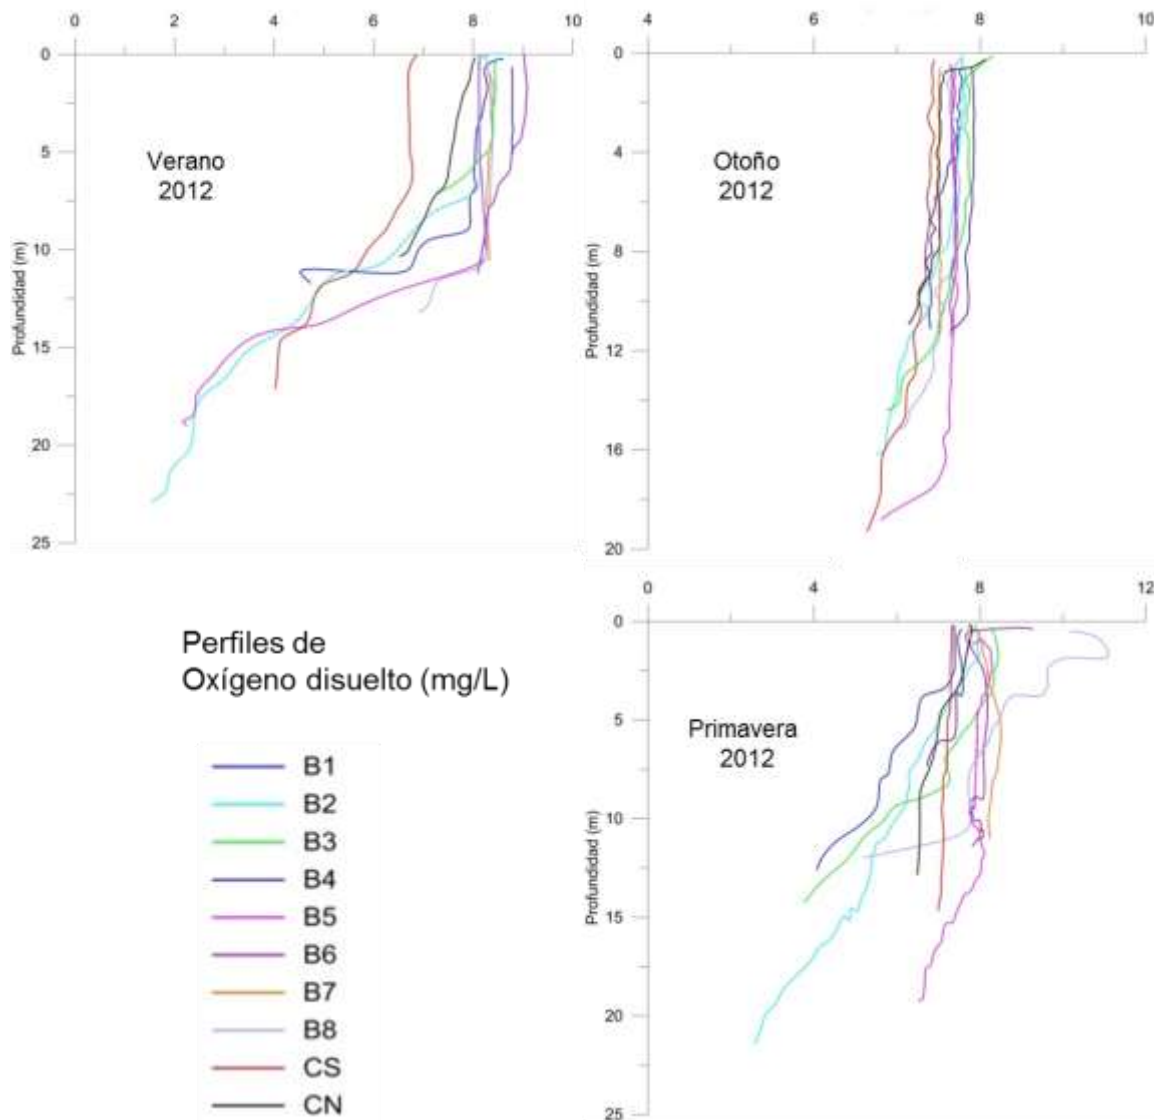 0 2 4 6 8 10
0
5
10
15
20
25
Profundidad (m)
Verano
2012
4 6 8 10
0
4
8
12
16
20
Profundidad (m)
Otoño
2012
0 4 8 12
0
5
10
15
20
25
Profundidad (m)
Primavera
2012
Perfiles de
Oxígeno disuelto (mg/L)
B1
B2
B3
B4
B5
B6
B7
B8
CS
CN